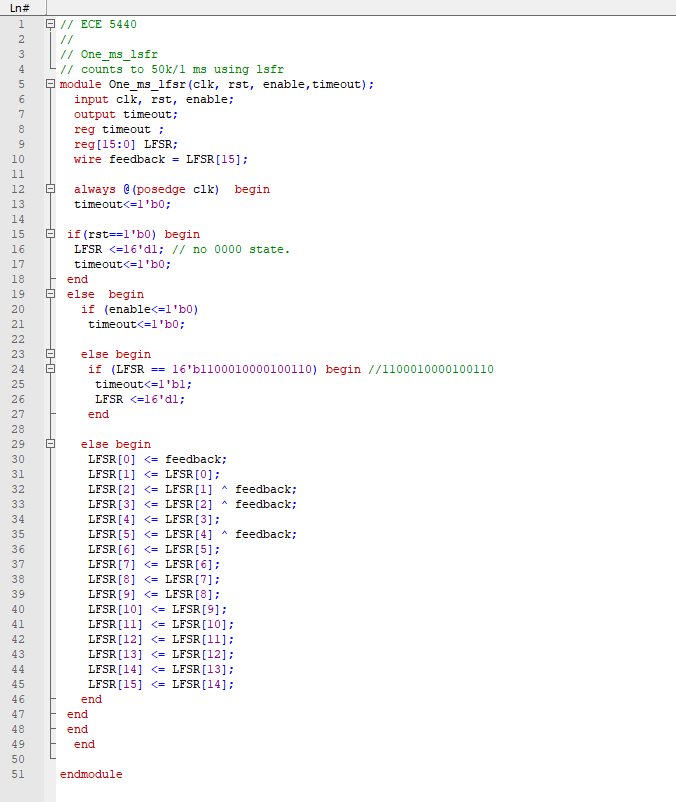 Ln#
1 // ECE 5440
2 //
3 // One_ms_lsfr
4 // counts to 50k/1 ms using lsfr
5 module One_ms_lfsr(clk, rst, enable,timeout);
6 input clk, rst, enable;
7 output timeout;
8 reg timeout ;
9 reg[15:0] LFSR;
10 wire feedback = LFSR[15];
11
12 always @(posedge clk)  begin
13 timeout<=1'b0;
14
15 if(rst==1'b0) begin
16 LFSR <=16'd1; // no 0000 state.
17 timeout<=1'b0;
18 end
19 else  begin
20 if (enable<=1'b0)
21 timeout<=1'b0;
22
23 else begin
24 if (LFSR == 16'b1100010000100110) begin //1100010000100110
25 timeout<=1'b1;
26 LFSR <=16'd1;
27 end
28
29 else begin
30 LFSR[0] <= feedback;
31 LFSR[1] <= LFSR[0];
32 LFSR[2] <= LFSR[1] ^ feedback;
33 LFSR[3] <= LFSR[2] ^ feedback;
34 LFSR[4] <= LFSR[3];
35 LFSR[5] <= LFSR[4] ^ feedback;
36 LFSR[6] <= LFSR[5];
37 LFSR[7] <= LFSR[6];
38 LFSR[8] <= LFSR[7];
39 LFSR[9] <= LFSR[8];
40 LFSR[10] <= LFSR[9];
41 LFSR[11] <= LFSR[10];
42 LFSR[12] <= LFSR[11];
43 LFSR[13] <= LFSR[12];
44 LFSR[14] <= LFSR[13];
45 LFSR[15] <= LFSR[14];
46 end
47 end
48 end
49 end
50
51 endmodule